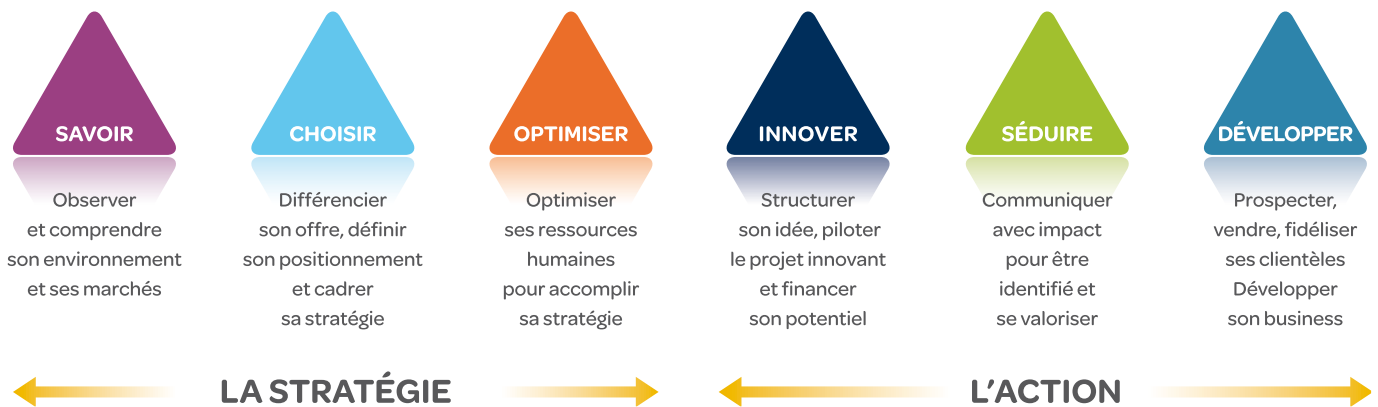 SAVOIR
Observer
et comprendre
son environnement
et ses marchés
CHOISIR
Différencier
son offre, définir
son positionnement
et cadrer
sa stratégie
OPTIMISER
Optimiser
ses ressources
humaines
pour accomplir
sa stratégie
INNOVER
Structurer
son idée, piloter
le projet innovant
et financer
son potentiel
SÉDUIRE
Communiquer
avec impact
pour être
identifié et
se valoriser
DÉVELOPPER
Prospecter,
vendre, fidéliser
ses clientèles
Développer
son business
LA STRATÉGIE
L’ACTION